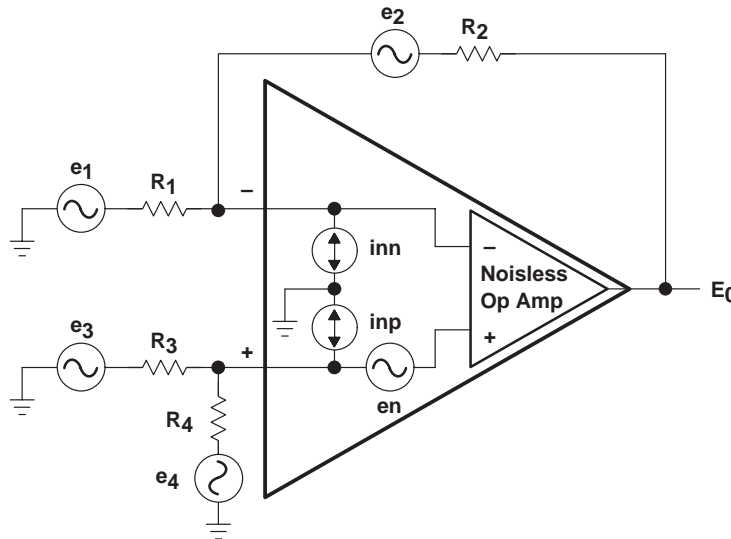 e2
R2
e1
R1
–
inn
–
Noisless
Op Amp
E0
inp
+
e3
R3
+
en
R4
e4